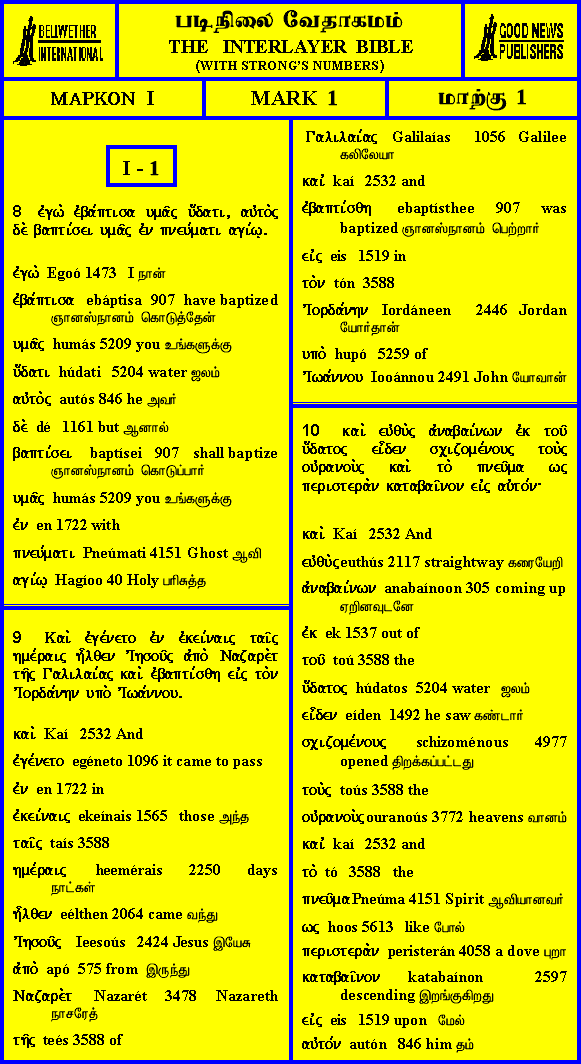 BELLWETHER
INTERNATIONAL
படிநிலை வேதாகமம்
THE INTERLAYER BIBLE
(WITH STRONG'S NUMBERS)
GOOD NEWS
PUBLISHERS
ΜΑΡΚΟΝ Ι
MARK 1
மாற்கு 1
I - 1
8 ἐγὼ ἐβάπτισα υμᾶς ὕδατι, αὐτὸς
δὲ βαπτίσει υμᾶς ἐν πνεύματι αγίῳ.
ἐγὼ Egoó 1473 I நான்
ἐβάπτισα ebáptisa 907 have baptized
ஞானஸ்நானம் கொடுத்தேன்
υμᾶς humás 5209 you உங்களுக்கு
ὕδατι húdati 5204 water ஜலம்
αὐτὸς autós 846 he அவர்
δὲ dé 1161 but ஆனால்
βαπτίσει baptísei 907 shall baptize
ஞானஸ்நானம் கொடுப்பார்
υμᾶς humás 5209 you உங்களுக்கு
ἐν en 1722 with
πνεύματι Pneúmati 4151 Ghost ஆவி
αγίῳ Hagíoo 40 Holy பரிசுத்த
9 Καὶ ἐγένετο ἐν ἐκείναις ταῖς
ημέραις ἦλθεν Ἰησοῦς ἀπὸ Ναζαρὲτ
τῆς Γαλιλαίας καὶ ἐβαπτίσθη εἰς τὸν
Ἰορδάνην υπὸ Ἰωάννου.
καὶ Kaí 2532 And
ἐγένετο egéneto 1096 it came to pass
ἐν en 1722 in
ἐκείναις ekeínais 1565 those அந்த
ταῖς taís 3588
ημέραις heemérais 2250 days
நாட்கள்
ἦλθεν eélthen 2064 came வந்து
Ἰησοῦς Ieesoús 2424 Jesus இயேசு
ἀπὸ apó 575 from இருந்து
Ναζαρὲτ Nazarét 3478 Nazareth
நாசரேத்
τῆς teés 3588 of
Γαλιλαίας Galilaías 1056 Galilee
கலிலேயா
καὶ kaí 2532 and
ἐβαπτίσθη ebaptísthee 907 was
baptized ஞானஸ்நானம் பெற்றார்
εἰς eis 1519 in
τὸν tón 3588
Ἰορδάνην Iordáneen 2446 Jordan
யோர்தான்
υπὸ hupó 5259 of
Ἰωάννου Iooánnou 2491 John யோவான்
10 καὶ εὐθὺς ἀναβαίνων ἐκ τοῦ
ὕδατος εἶδεν σχιζομένους τοὺς
οὐρανοὺς καὶ τὸ πνεῦμα ως
περιστερὰν καταβαῖνον εἰς αὐτόν·
καὶ Kaí 2532 And
εὐθὺς euthús 2117 straightway கரையேறி
ἀναβαίνων anabaínoon 305 coming up
ஏறினவுடனே
ἐκ ek 1537 out of
τοῦ toú 3588 the
ὕδατος húdatos 5204 water ஜலம்
εἶδεν eíden 1492 he saw கண்டார்
σχιζομένους schizoménous 4977
opened திறக்கப்பட்டது
τοὺς toús 3588 the
οὐρανοὺς ouranoús 3772 heavens வானம்
καὶ kaí 2532 and
τὸ tó 3588 the
πνεῦμα Pneúma 4151 Spirit ஆவியானவர்
ως hoos 5613 like போல்
περιστερὰν peristerán 4058 a dove புறா
καταβαῖνον katabaínon 2597
descending இறங்குகிறது
εἰς eis 1519 upon மேல்
αὐτόν autón 846 him தம்